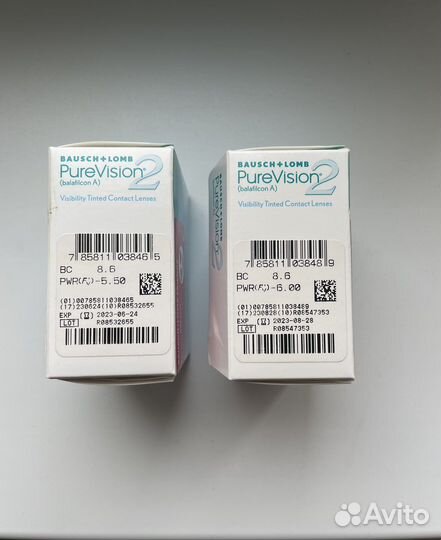 BAUSCH+LOMB
PureVision®2
(balafilcon A)
Visibility Tinted Contact Lenses
7 85811 03846 5
BC 8.6
PWR -5.50
(01)00785811038465
(17)230624(10)R08532655
EXP 2023-06-24
LOT R08532655
BAUSCH+LOMB
PureVision®2
(balafilcon A)
Visibility Tinted Contact Lenses
7 85811 03848 9
BC 8.6
PWR -6.00
(01)00785811038489
(17)230828(10)R08547353
EXP 2023-08-28
LOT R08547353
BAUSCH+LOMB
PureVision
Avito